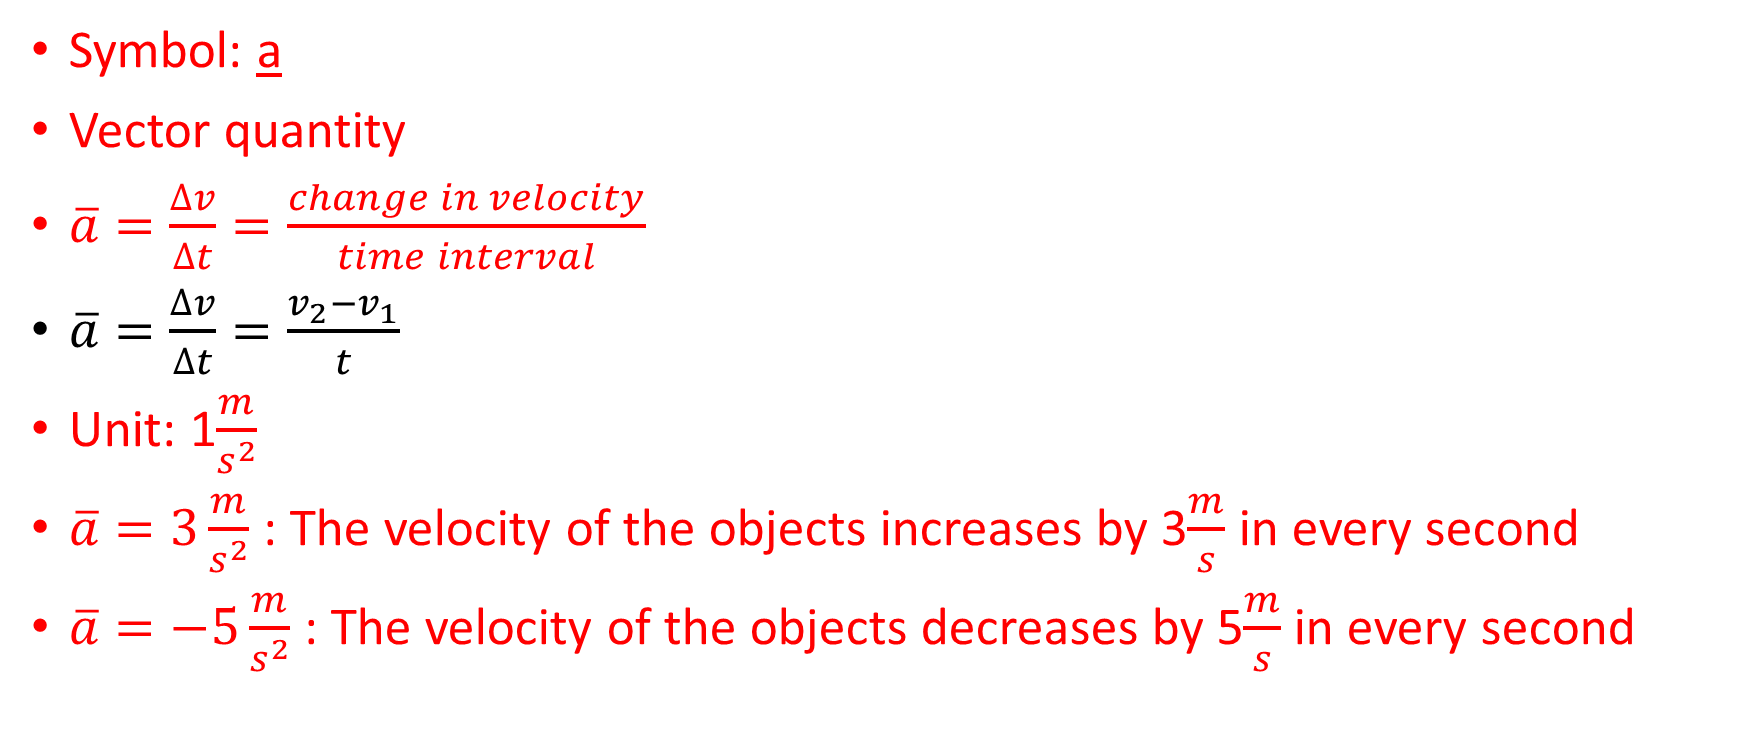 • Symbol: a
• Vector quantity
• a̅ = Δv/Δt = change in velocity/time interval
• a̅ = Δv/Δt = v₂−v₁/t
• Unit: 1 m/s²
• a̅ = 3 m/s² : The velocity of the objects increases by 3 m/s in every second
• a̅ = −5 m/s² : The velocity of the objects decreases by 5 m/s in every second